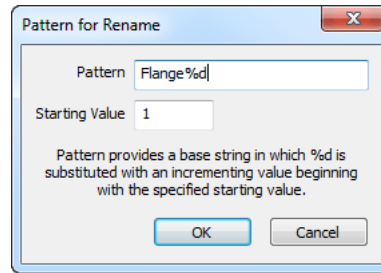 Pattern for Rename
Pattern Flange%d
Starting Value 1
Pattern provides a base string in which %d is
substituted with an incrementing value beginning
with the specified starting value.
OK Cancel